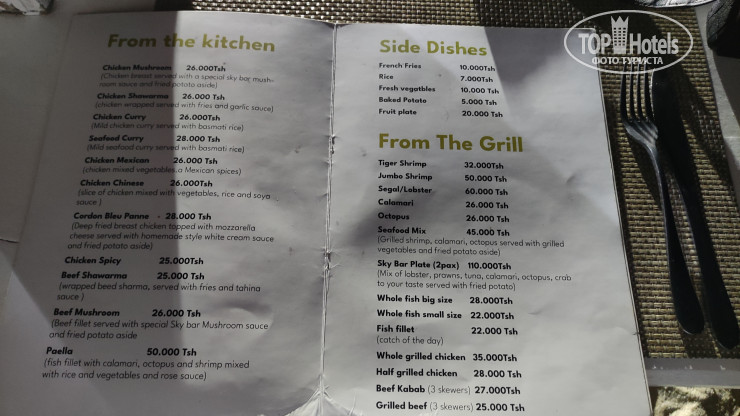 From the kitchen
Chicken Mushroom 26.000Tsh
(Chicken breast served with a special sky bar mush-
room sauce and fried potato aside)
Chicken Shawarma 26.000 Tsh
(chicken wrapped served with fries and garlic sauce)
Chicken Curry 26.000Tsh
(Mild chicken curry served with basmati rice)
Seafood Curry 28.000 Tsh
(Mild seafood curry served with basmati rice)
Chicken Mexican 26.000 Tsh
(chicken mixed vegetables,a Mexican spices)
Chicken Chinese 26.000Tsh
(slice of chicken mixed with vegetables, rice and soya
sauce )
Cordon Bleu Panne - 28.000 Tsh
(Deep fried breast chicken topped with mozzarella
cheese served with homemade style white cream sauce
and fried potato aside)
Chicken Spicy 25.000Tsh
Beef Shawarma 25.000 Tsh
(wrapped beed sharma, served with fries and tahina
sauce )
Beef Mushroom 26.000 Tsh
(Beef fillet served with special Sky bar Mushroom sauce
and fried potato aside
Paella 50.000 Tsh
(fish fillet with calamari, octopus and shrimp mixed
with rice and vegetables and rose sauce)
Side Dishes
French Fries 10.000Tsh
Rice 7.000Tsh
Fresh vegatbles 10.000 Tsh
Baked Potato 5.000 Tsh
Fruit plate 20.000 Tsh
From The Grill
Tiger Shrimp 32.000Tsh
Jumbo Shrimp 50.000 Tsh
Segal/Lobster 60.000 Tsh
Calamari 26.000 Tsh
Octopus 26.000 Tsh
Seafood Mix 45.000 Tsh
(Grilled shrimp, calamari, octopus served with grilled
vegetables and fried potato aside)
Sky Bar Plate (2pax) 110.000Tsh
(Mix of lobster, prawns, tuna, calamari, octopus, crab
to your taste served with fried potato)
Whole fish big size 28.000Tsh
Whole fish small size 22.000Tsh
Fish fillet 22.000 Tsh
(catch of the day)
Whole grilled chicken 35.000Tsh
Half grilled chicken 28.000 Tsh
Beef Kabab (3 skewers) 27.000Tsh
Grilled beef (3 skewers) 25.000 Tsh
TOP Hotels
ФОТО ТУРИСТА